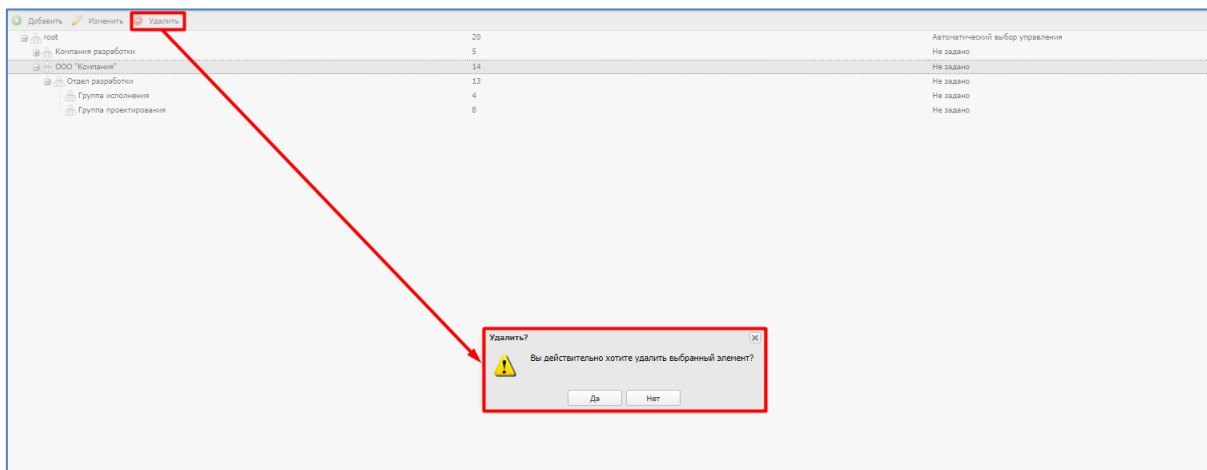 Добавить Изменить Удалить
root 20 Автоматический выбор управления
Компания разработки 5 Не задано
ООО "Компания" 14 Не задано
Отдел разработки 13 Не задано
Группа исполнения 4 Не задано
Группа проектирования 8 Не задано
Удалить?
Вы действительно хотите удалить выбранный элемент?
Да Нет